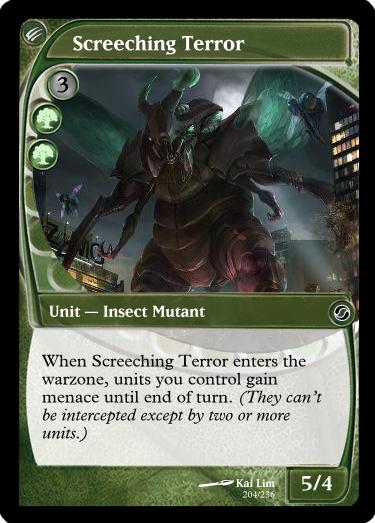 Screeching Terror
3
Unit — Insect Mutant
When Screeching Terror enters the
warzone, units you control gain
menace until end of turn. (They can't
be intercepted except by two or more
units.)
Kai Lim
204/236
5/4